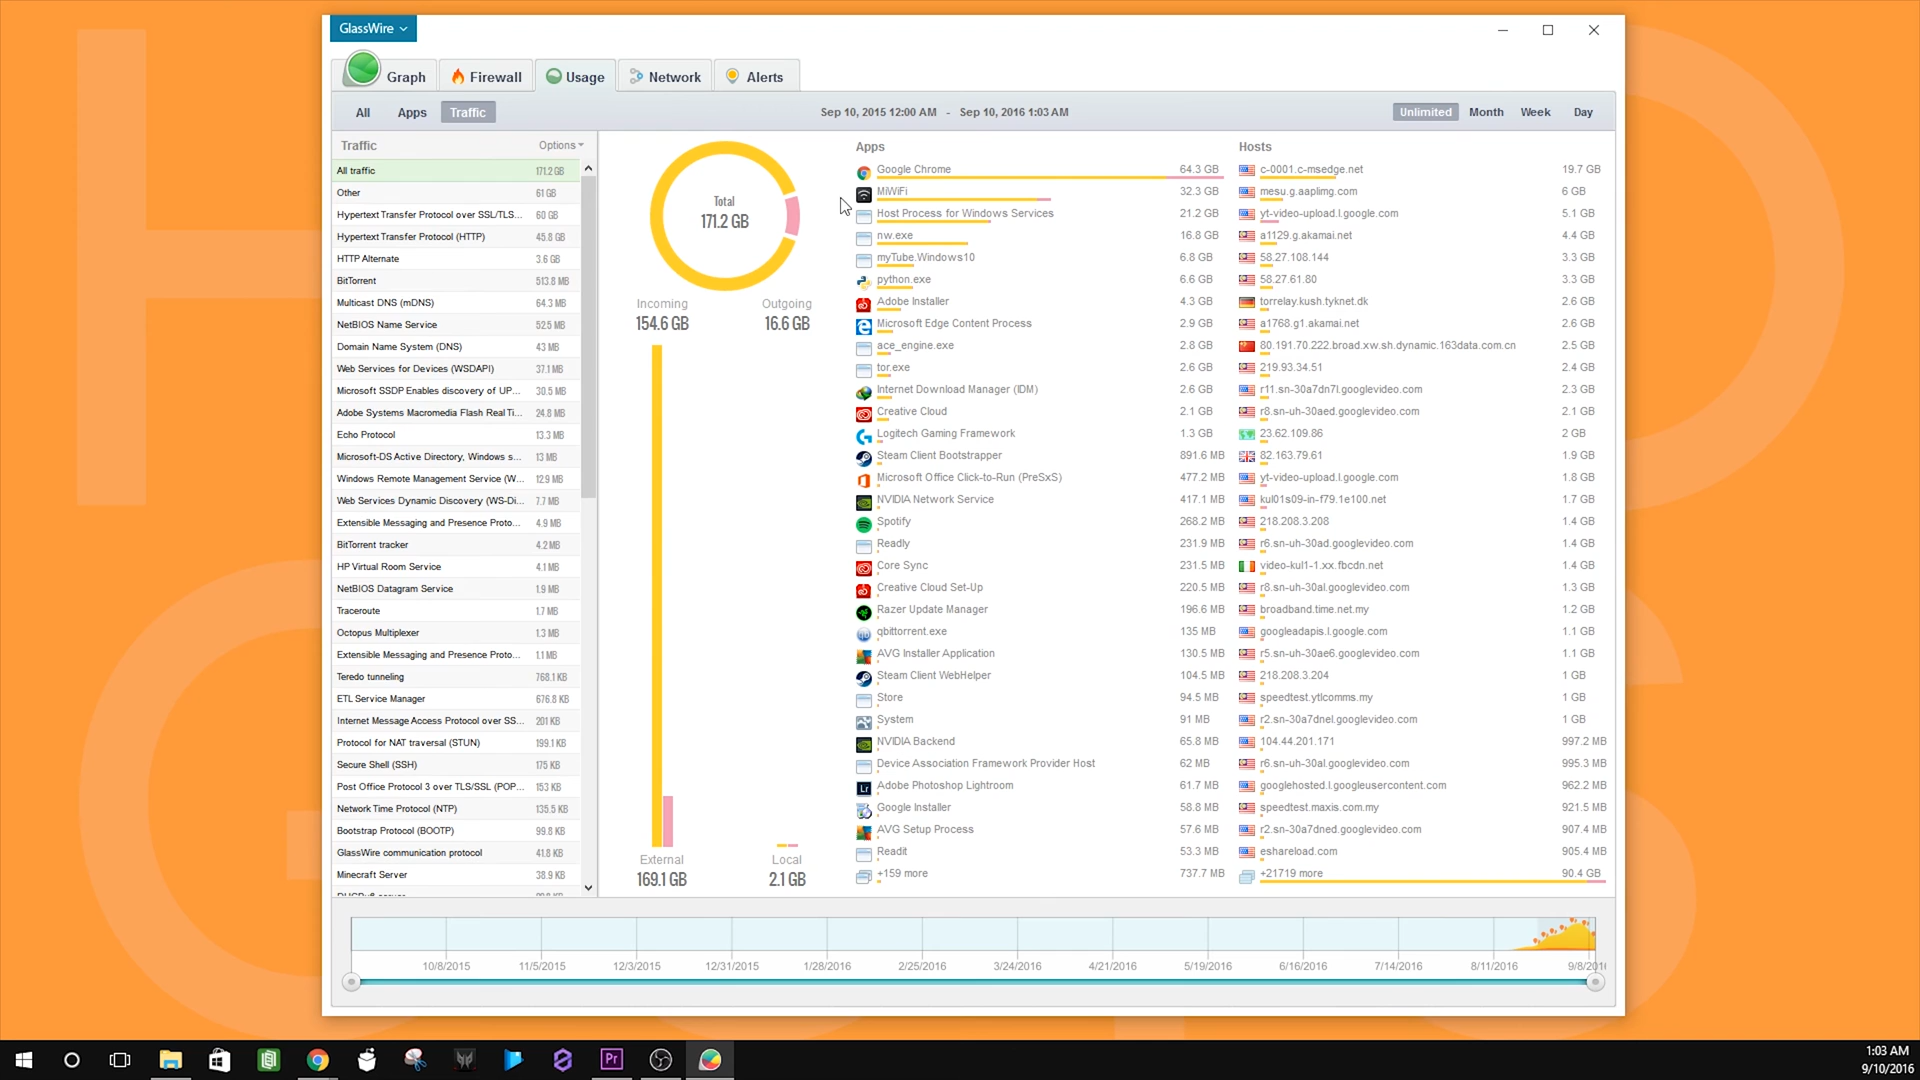 GlassWire
Graph
Firewall
Usage
Network
Alerts
All
Apps
Traffic
Sep 10, 2015 12:00 AM - Sep 10, 2016 1:03 AM
Unlimited
Month
Week
Day
Traffic
Options
All traffic 171.2 GB
Other 61 GB
Hypertext Transfer Protocol over SSL/TLS... 60 GB
Hypertext Transfer Protocol (HTTP) 45.8 GB
HTTP Alternate 3.6 GB
BitTorrent 513.8 MB
Multicast DNS (mDNS) 64.3 MB
NetBIOS Name Service 52.5 MB
Domain Name System (DNS) 43 MB
Web Services for Devices (WSDAPI) 37.1 MB
Microsoft SSDP Enables discovery of UP... 30.5 MB
Adobe Systems Macromedia Flash Real Ti... 24.8 MB
Echo Protocol 13.3 MB
Microsoft-DS Active Directory, Windows s... 13 MB
Windows Remote Management Service (W... 12.9 MB
Web Services Dynamic Discovery (WS-Di... 7.7 MB
Extensible Messaging and Presence Proto... 4.9 MB
BitTorrent tracker 4.2 MB
HP Virtual Room Service 4.1 MB
NetBIOS Datagram Service 1.9 MB
Traceroute 1.7 MB
Octopus Multiplexer 1.3 MB
Extensible Messaging and Presence Proto... 1.1 MB
Teredo tunneling 768.1 KB
ETL Service Manager 676.8 KB
Internet Message Access Protocol over SS... 201 KB
Protocol for NAT traversal (STUN) 199.1 KB
Secure Shell (SSH) 175 KB
Post Office Protocol 3 over TLS/SSL (POP... 153 KB
Network Time Protocol (NTP) 135.5 KB
Bootstrap Protocol (BOOTP) 99.8 KB
GlassWire communication protocol 41.8 KB
Minecraft Server 38.9 KB
Total
171.2 GB
Incoming
154.6 GB
Outgoing
16.6 GB
External
169.1 GB
Local
2.1 GB
Apps
Google Chrome 64.3 GB
MiWiFi 32.3 GB
Host Process for Windows Services 21.2 GB
nw.exe 16.8 GB
myTube.Windows10 6.8 GB
python.exe 6.6 GB
Adobe Installer 4.3 GB
Microsoft Edge Content Process 2.9 GB
ace_engine.exe 2.8 GB
tor.exe 2.6 GB
Internet Download Manager (IDM) 2.6 GB
Creative Cloud 2.1 GB
Logitech Gaming Framework 1.3 GB
Steam Client Bootstrapper 891.6 MB
Microsoft Office Click-to-Run (PreSxS) 477.2 MB
NVIDIA Network Service 417.1 MB
Spotify 268.2 MB
Readly 231.9 MB
Core Sync 231.5 MB
Creative Cloud Set-Up 220.5 MB
Razer Update Manager 196.6 MB
qbittorrent.exe 135 MB
AVG Installer Application 130.5 MB
Steam Client WebHelper 104.5 MB
Store 94.5 MB
System 91 MB
NVIDIA Backend 65.8 MB
Device Association Framework Provider Host 62 MB
Adobe Photoshop Lightroom 61.7 MB
Google Installer 58.8 MB
AVG Setup Process 57.6 MB
Readit 53.3 MB
+159 more 737.7 MB
Hosts
c-0001.c-msedge.net 19.7 GB
mesu.g.aaplimg.com 6 GB
yt-video-upload.l.google.com 5.1 GB
a1129.g.akamai.net 4.4 GB
58.27.108.144 3.3 GB
58.27.61.80 3.3 GB
torrelay.kush.tyknet.dk 2.6 GB
a1768.g1.akamai.net 2.6 GB
80.191.70.222.broad.xw.sh.dynamic.163data.com.cn 2.5 GB
219.93.34.51 2.4 GB
r11.sn-30a7dn7l.googlevideo.com 2.3 GB
r8.sn-uh-30aed.googlevideo.com 2.1 GB
23.62.109.86 2 GB
82.163.79.61 1.9 GB
yt-video-upload.l.google.com 1.8 GB
kul01s09-in-f79.1e100.net 1.7 GB
218.208.3.208 1.4 GB
r6.sn-uh-30ad.googlevideo.com 1.4 GB
video-kul1-1.xx.fbcdn.net 1.4 GB
r8.sn-uh-30al.googlevideo.com 1.3 GB
broadband.time.net.my 1.2 GB
googleadapis.l.google.com 1.1 GB
r5.sn-uh-30ae6.googlevideo.com 1.1 GB
218.208.3.204 1 GB
speedtest.ytlcomms.my 1 GB
r2.sn-30a7dnel.googlevideo.com 1 GB
104.44.201.171 997.2 MB
r6.sn-uh-30al.googlevideo.com 995.3 MB
googlehosted.l.googleusercontent.com 962.2 MB
speedtest.maxis.com.my 921.5 MB
r2.sn-30a7dned.googlevideo.com 907.4 MB
eshareload.com 905.4 MB
+21719 more 90.4 GB
10/8/2015 11/5/2015 12/3/2015 12/31/2015 1/28/2016 2/25/2016 3/24/2016 4/21/2016 5/19/2016 6/16/2016 7/14/2016 8/11/2016 9/8/201
Lr
Pr
1:03 AM
9/10/2016